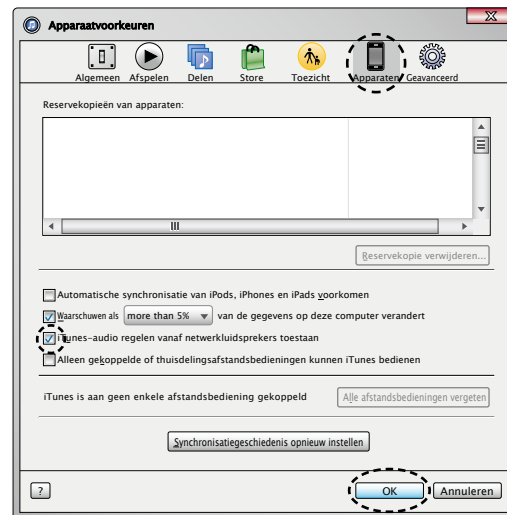 Apparaatvoorkeuren
Algemeen Afspelen Delen Store Toezicht Apparaten Geavanceerd
Reservekopieën van apparaten:
Reservekopie verwijderen...
Automatische synchronisatie van iPods, iPhones en iPads voorkomen
Waarschuwen als more than 5% van de gegevens op deze computer verandert
iTunes-audio regelen vanaf netwerkluidsprekers toestaan
Alleen gekoppelde of thuisdelingsafstandsbedieningen kunnen iTunes bedienen
iTunes is aan geen enkele afstandsbediening gekoppeld Alle afstandsbedieningen vergeten
Synchronisatiegeschiedenis opnieuw instellen
? OK Annuleren